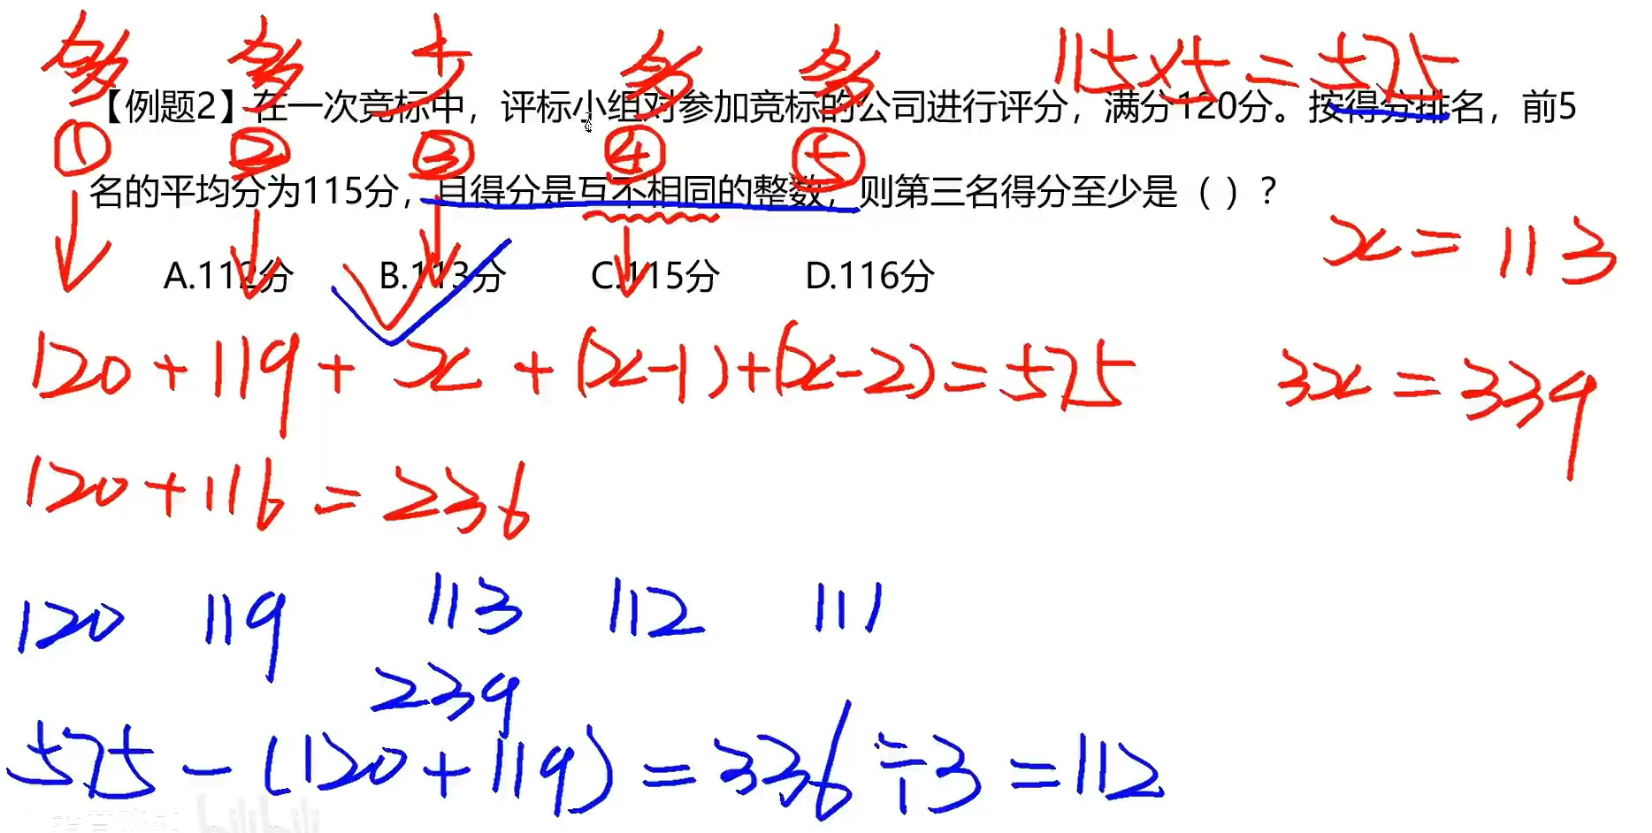 多 多 少 多 多 115×5=575
【例题2】在一次竞标中，评标小组对参加竞标的公司进行评分，满分120分。按得分排名，前5
① ② ③ ④ ⑤
名的平均分为115分，且得分是互不相同的整数，则第三名得分至少是（ ）？
x=113
A.112分 B.113分 C.115分 D.116分
120+119+x+(x-1)+(x-2)=575 3x=339
120+116=236
120 119 113 112 111
239
575-(120+119)=336÷3=112